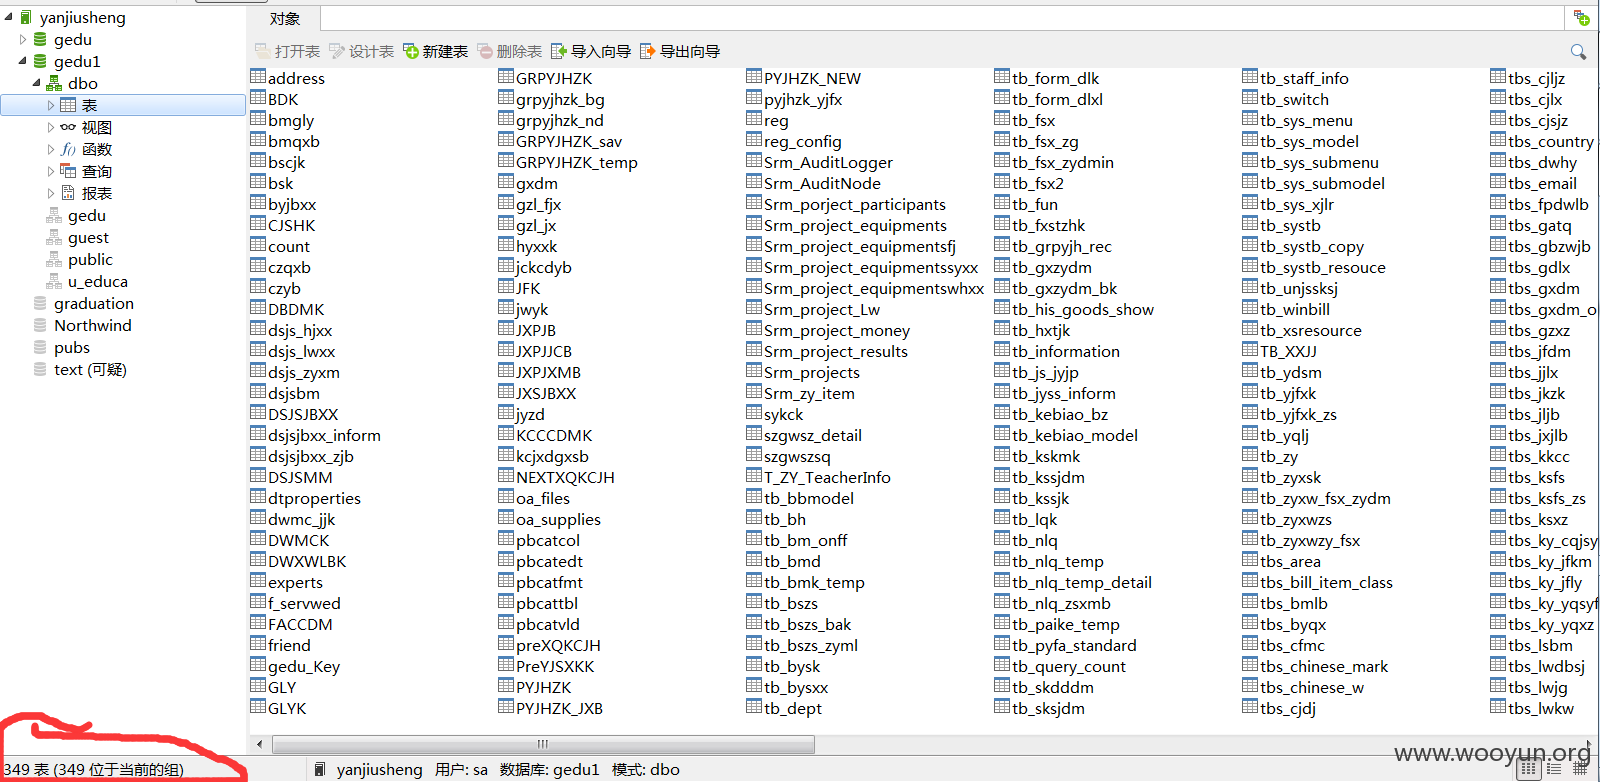 yanjiusheng
gedu
gedu1
dbo
表
视图
函数
查询
报表
gedu
guest
public
u_educa
graduation
Northwind
pubs
text (可疑)
对象
打开表 设计表 新建表 删除表 导入向导 导出向导
address
BDK
bmgly
bmqxb
bscjk
bsk
byjbxx
CJSHK
count
czqxb
czyb
DBDMK
dsjs_hjxx
dsjs_lwxx
dsjs_zyxm
dsjsbm
DSJSJBXX
dsjsjbxx_inform
dsjsjbxx_zjb
DSJSMM
dtproperties
dwmc_jjk
DWMCK
DWXWLBK
experts
f_servwed
FACCDM
friend
gedu_Key
GLY
GLYK
GRPYJHZK
grpyjhzk_bg
grpyjhzk_nd
GRPYJHZK_sav
GRPYJHZK_temp
gxdm
gzl_fjx
gzl_jx
hyxxk
jckcdyb
JFK
jwyk
JXPJB
JXPJJCB
JXPJXMB
JXSJBXX
jyzd
KCCCDMK
kcjxdgxsb
NEXTXQKCJH
oa_files
oa_supplies
pbcatcol
pbcatedt
pbcatfmt
pbcattbl
pbcatvld
preXQKCJH
PreYJSXKK
PYJHZK
PYJHZK_JXB
PYJHZK_NEW
pyjhzk_yjfx
reg
reg_config
Srm_AuditLogger
Srm_AuditNode
Srm_porject_participants
Srm_project_equipments
Srm_project_equipmentsfj
Srm_project_equipmentssyxx
Srm_project_equipmentswhxx
Srm_project_Lw
Srm_project_money
Srm_project_results
Srm_projects
Srm_zy_item
sykck
szgwsz_detail
szgwszsq
T_ZY_TeacherInfo
tb_bbmodel
tb_bh
tb_bm_onff
tb_bmd
tb_bmk_temp
tb_bszs
tb_bszs_bak
tb_bszs_zyml
tb_bysk
tb_bysxx
tb_dept
tb_form_dlk
tb_form_dlxl
tb_fsx
tb_fsx_zg
tb_fsx_zydmin
tb_fsx2
tb_fun
tb_fxstzhk
tb_grpyjh_rec
tb_gxzydm
tb_gxzydm_bk
tb_his_goods_show
tb_hxtjk
tb_information
tb_js_jyjp
tb_jyss_inform
tb_kebiao_bz
tb_kebiao_model
tb_kskmk
tb_kssjdm
tb_kssjk
tb_lqk
tb_nlq
tb_nlq_temp
tb_nlq_temp_detail
tb_nlq_zsxmb
tb_paike_temp
tb_pyfa_standard
tb_query_count
tb_skdddm
tb_sksjdm
tb_staff_info
tb_switch
tb_sys_menu
tb_sys_model
tb_sys_submenu
tb_sys_submodel
tb_sys_xjlr
tb_systb
tb_systb_copy
tb_systb_resouce
tb_unjssksj
tb_winbill
tb_xsresource
TB_XXJJ
tb_ydsm
tb_yjfxk
tb_yjfxk_zs
tb_yqlj
tb_zy
tb_zyxsk
tb_zyxw_fsx_zydm
tb_zyxwzs
tb_zyxwzy_fsx
tbs_area
tbs_bill_item_class
tbs_bmlb
tbs_byqx
tbs_cfmc
tbs_chinese_mark
tbs_chinese_w
tbs_cjdj
tbs_cjljz
tbs_cjlx
tbs_cjsjz
tbs_country
tbs_dwhy
tbs_email
tbs_fpdwlb
tbs_gatq
tbs_gbzwjb
tbs_gdlx
tbs_gxdm
tbs_gxdm_o
tbs_gzxz
tbs_jfdm
tbs_jjlx
tbs_jkzk
tbs_jljb
tbs_jxjlb
tbs_kkcc
tbs_ksfs
tbs_ksfs_zs
tbs_ksxz
tbs_ky_cqjsy
tbs_ky_jfkm
tbs_ky_jfly
tbs_ky_yqsyf
tbs_ky_yqxz
tbs_lsbm
tbs_lwdbsj
tbs_lwjg
tbs_lwkw
www.wooyun.org
349 表 (349 位于当前的组) yanjiusheng 用户: sa 数据库: gedu1 模式: dbo